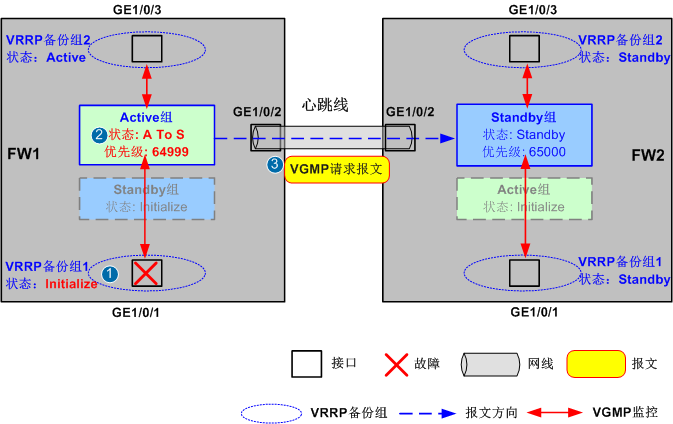 GE1/0/3
GE1/0/3
VRRP备份组2
状态：Active
VRRP备份组2
状态：Standby
Active组
② 状态: A To S
优先级: 64999
GE1/0/2
心跳线
GE1/0/2
Standby组
状态: Standby
优先级: 65000
FW1
③ VGMP请求报文
FW2
Standby组
状态: Initialize
Active组
状态: Initialize
VRRP备份组1
状态：Initialize
①
VRRP备份组1
状态：Standby
GE1/0/1
GE1/0/1
接口
故障
网线
报文
VRRP备份组
报文方向
VGMP监控